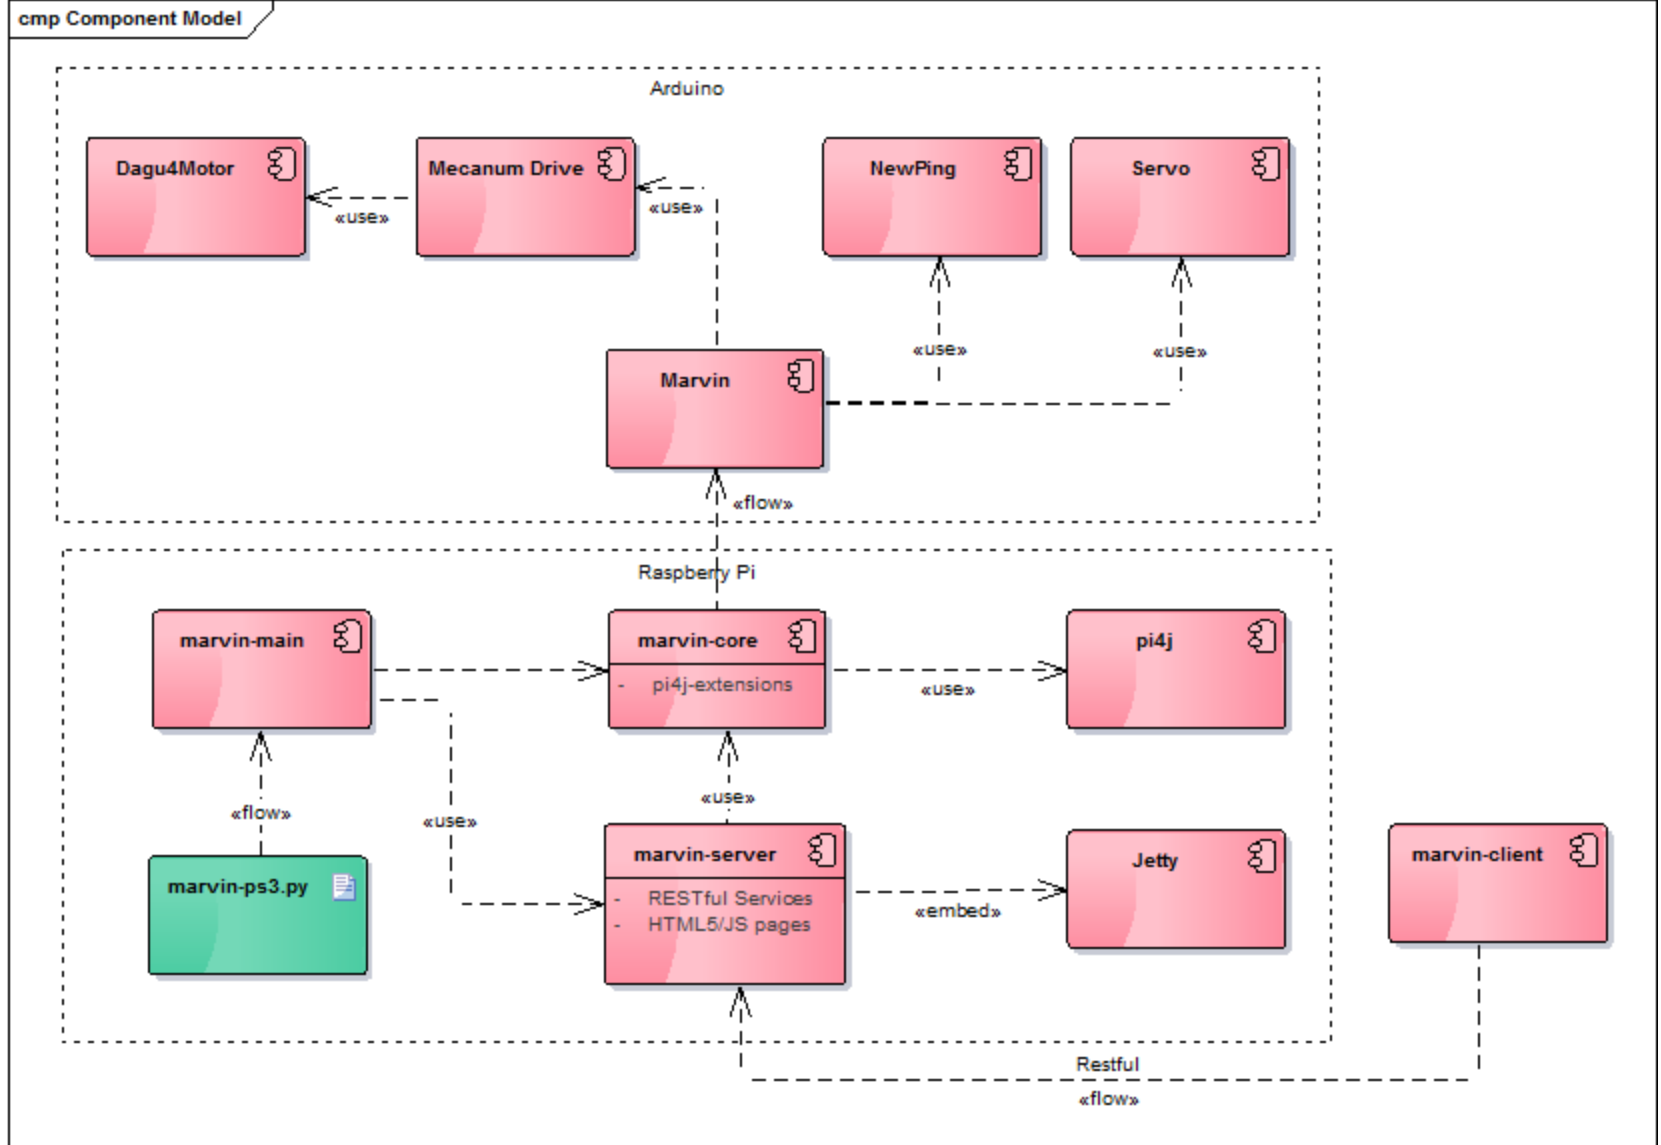 cmp Component Model
Arduino
Dagu4Motor
Mecanum Drive
NewPing
Servo
«use»
«use»
«use»
«use»
Marvin
«flow»
Raspberry Pi
marvin-main
marvin-core
- pi4j-extensions
pi4j
«use»
«flow»
«use»
«use»
marvin-ps3.py
marvin-server
- RESTful Services
- HTML5/JS pages
«embed»
Jetty
marvin-client
Restful
«flow»